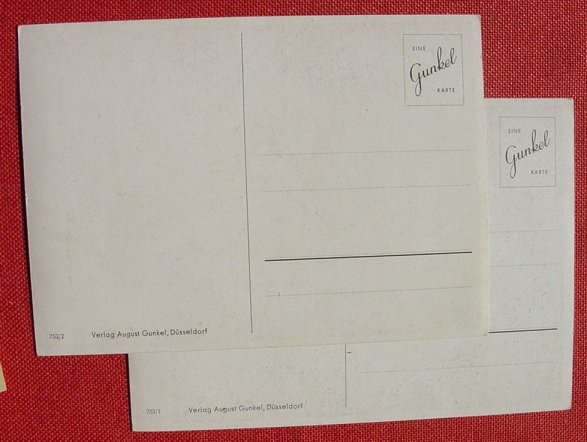 EINE
Gunkel
KARTE
753/2
Verlag August Gunkel, Düsseldorf
EINE
Gunkel
KARTE
753/1
Verlag August Gunkel, Düsseldorf